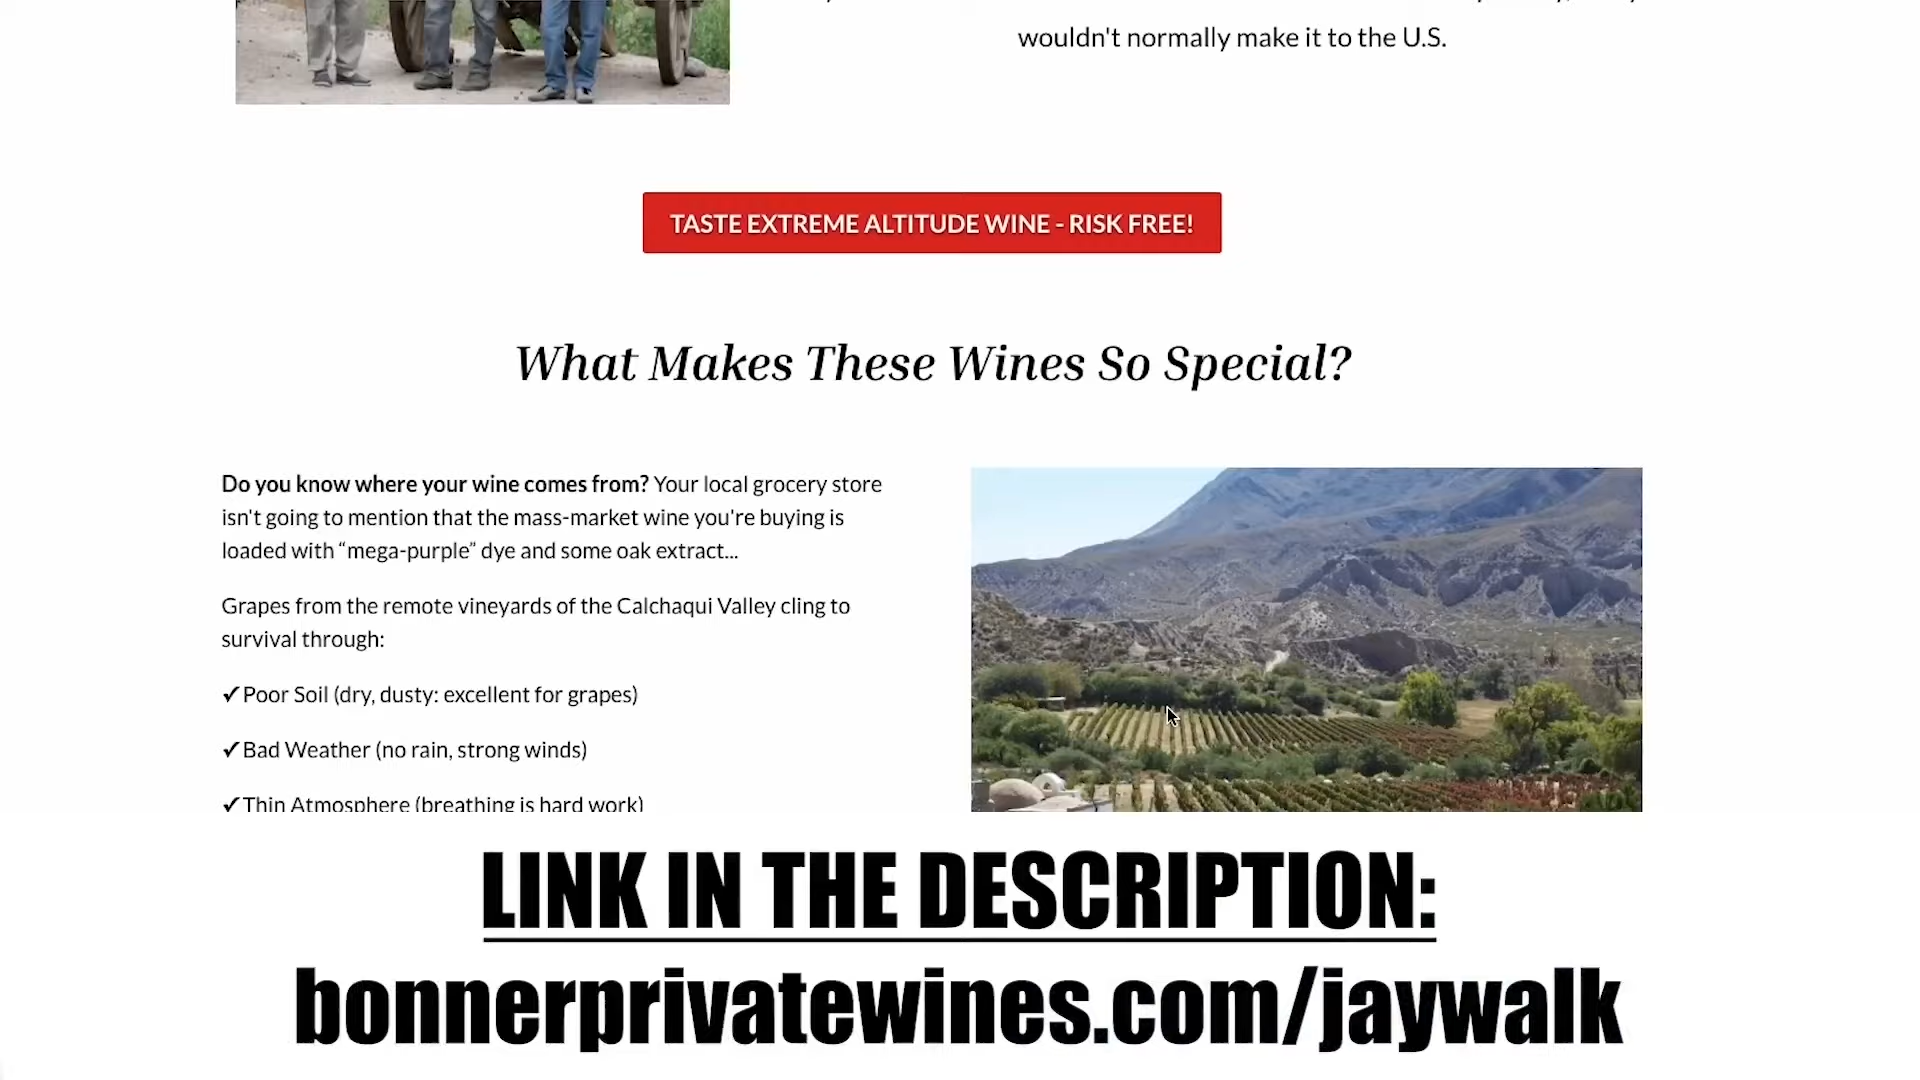 wouldn't normally make it to the U.S.
TASTE EXTREME ALTITUDE WINE - RISK FREE!
What Makes These Wines So Special?
Do you know where your wine comes from? Your local grocery store
isn't going to mention that the mass-market wine you're buying is
loaded with “mega-purple” dye and some oak extract...
Grapes from the remote vineyards of the Calchaqui Valley cling to
survival through:
✓Poor Soil (dry, dusty: excellent for grapes)
✓Bad Weather (no rain, strong winds)
✓Thin Atmosphere (breathing is hard work)
LINK IN THE DESCRIPTION:
bonnerprivatewines.com/jaywalk